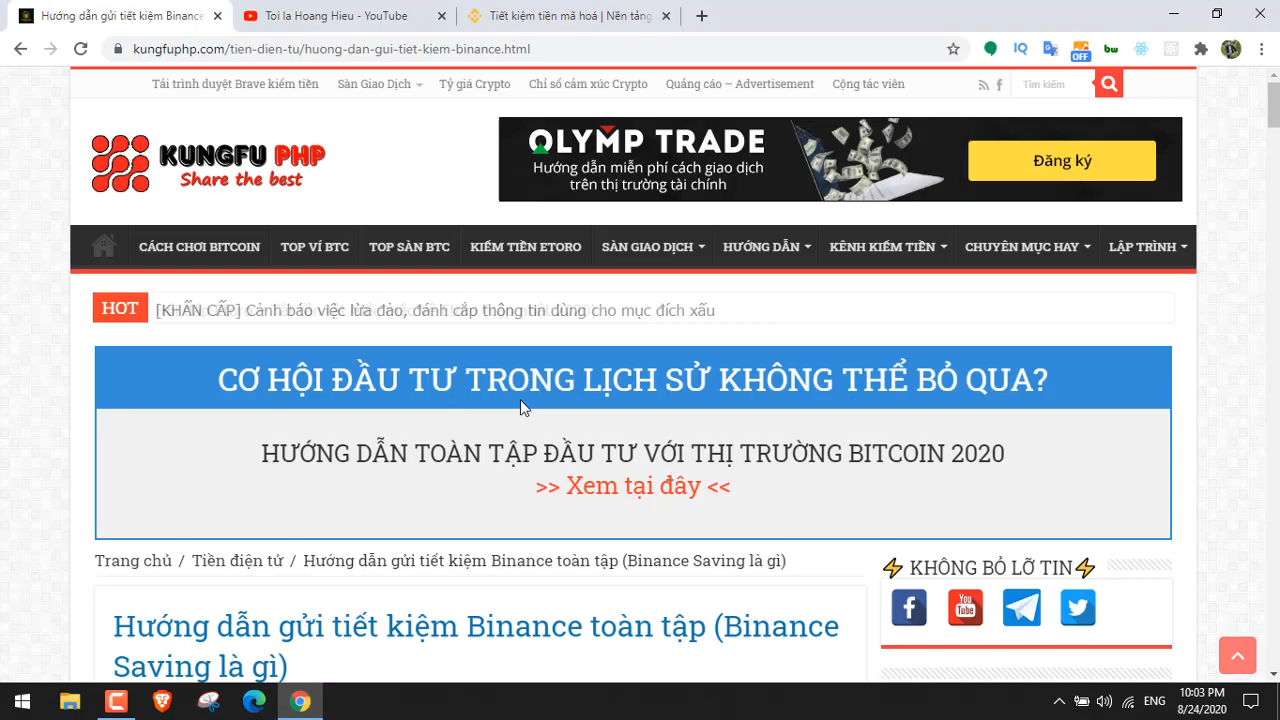 Hướng dẫn gửi tiết kiệm Binance
Toi la Hoang Hieu - YouTube
Tiết kiệm tiền mã hoá | Nền tảng
kungfuphp.com/tien-dien-tu/huong-dan-gui-tiet-kiem-binance.html
IQ
OFF
bw
Tải trình duyệt Brave kiếm tiền
Sàn Giao Dịch
Tỷ giá Crypto
Chỉ số cảm xúc Crypto
Quảng cáo – Advertisement
Cộng tác viên
Tìm kiếm
KUNGFU PHP
Share the best
OLYMP TRADE
Hướng dẫn miễn phí cách giao dịch
trên thị trường tài chính
Đăng ký
CÁCH CHƠI BITCOIN
TOP VÍ BTC
TOP SÀN BTC
KIẾM TIỀN ETORO
SÀN GIAO DỊCH
HƯỚNG DẪN
KÊNH KIẾM TIỀN
CHUYÊN MỤC HAY
LẬP TRÌNH
HOT
[KHẨN CẤP] Cảnh báo việc lừa đảo, đánh cắp thông tin dùng cho mục đích xấu
CƠ HỘI ĐẦU TƯ TRONG LỊCH SỬ KHÔNG THỂ BỎ QUA?
HƯỚNG DẪN TOÀN TẬP ĐẦU TƯ VỚI THỊ TRƯỜNG BITCOIN 2020
>> Xem tại đây <<
Trang chủ / Tiền điện tử / Hướng dẫn gửi tiết kiệm Binance toàn tập (Binance Saving là gì)
Hướng dẫn gửi tiết kiệm Binance toàn tập (Binance
Saving là gì)
KHÔNG BỎ LỠ TIN
You
Tube
ENG
10:03 PM
8/24/2020